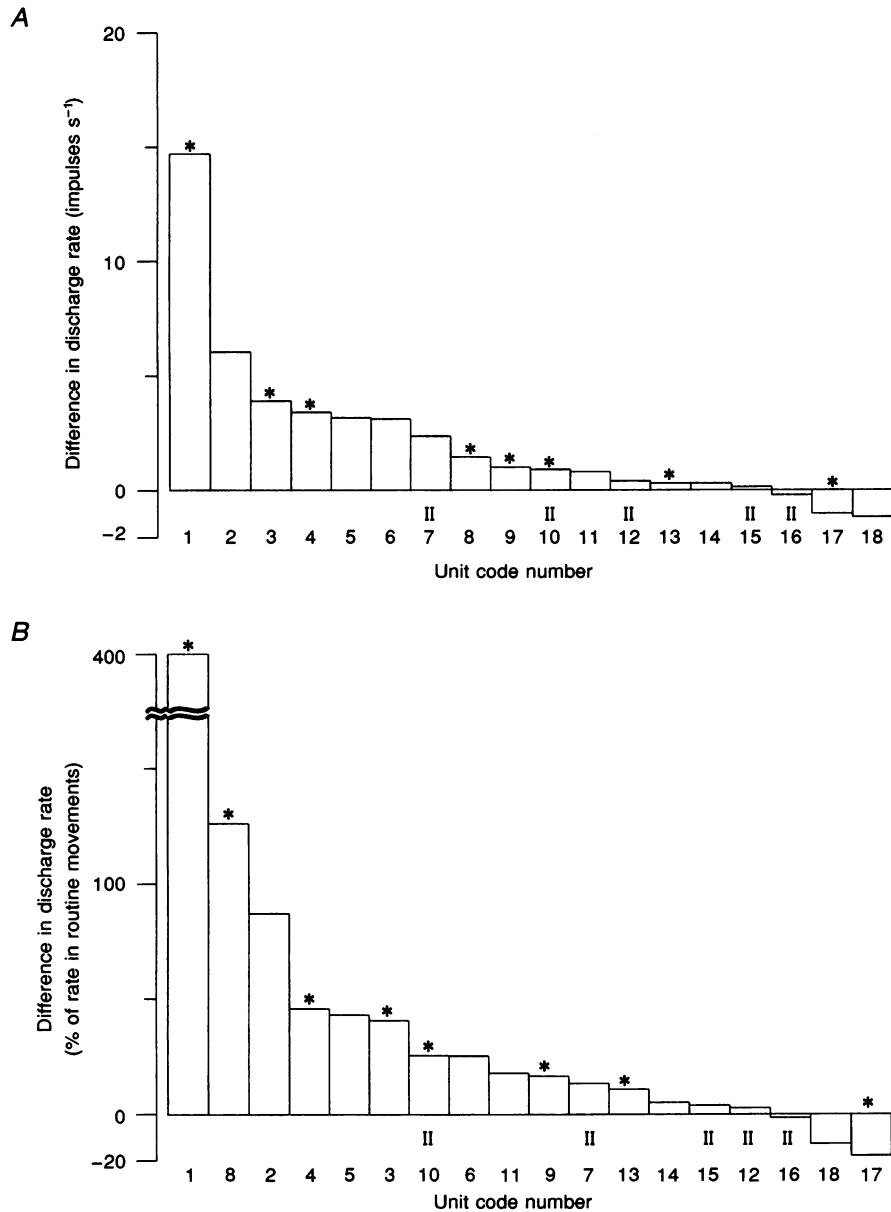 A
Difference in discharge rate (impulses s⁻¹)
20
10
0
−2
* * * * * * * *
II II II II II
1 2 3 4 5 6 7 8 9 10 11 12 13 14 15 16 17 18
Unit code number
B
Difference in discharge rate
(% of rate in routine movements)
400
100
0
−20
* * * * * * * *
II II II II II
1 8 2 4 5 3 10 6 11 9 7 13 14 15 12 16 18 17
Unit code number